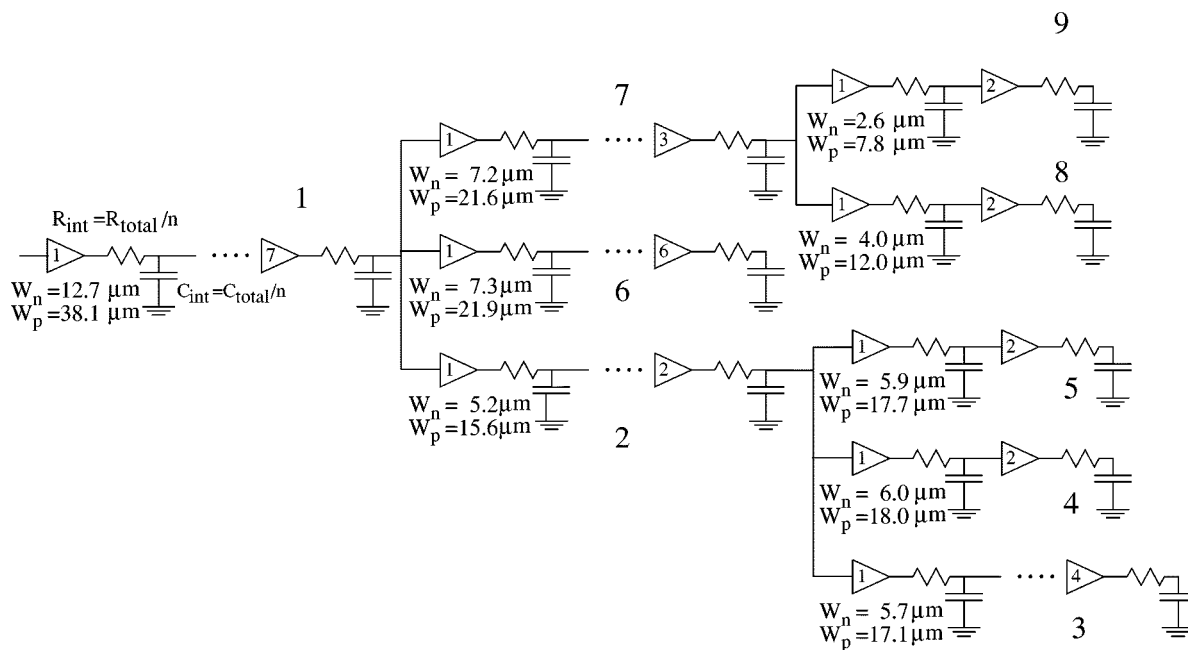 9
7
1
2
W_n =2.6 μm
W_p =7.8 μm
1
3
W_n = 7.2 μm
W_p =21.6 μm
8
1
2
W_n = 4.0 μm
W_p =12.0 μm
1
R_int =R_total/n
1
7
C_int=C_total/n
W_n =12.7 μm
W_p =38.1 μm
1
6
W_n = 7.3 μm
W_p =21.9 μm
6
1
2
W_n = 5.2μm
W_p =15.6μm
2
1
2
W_n = 5.9 μm
W_p =17.7 μm
5
1
2
W_n = 6.0 μm
W_p =18.0 μm
4
1
4
W_n = 5.7 μm
W_p =17.1 μm
3